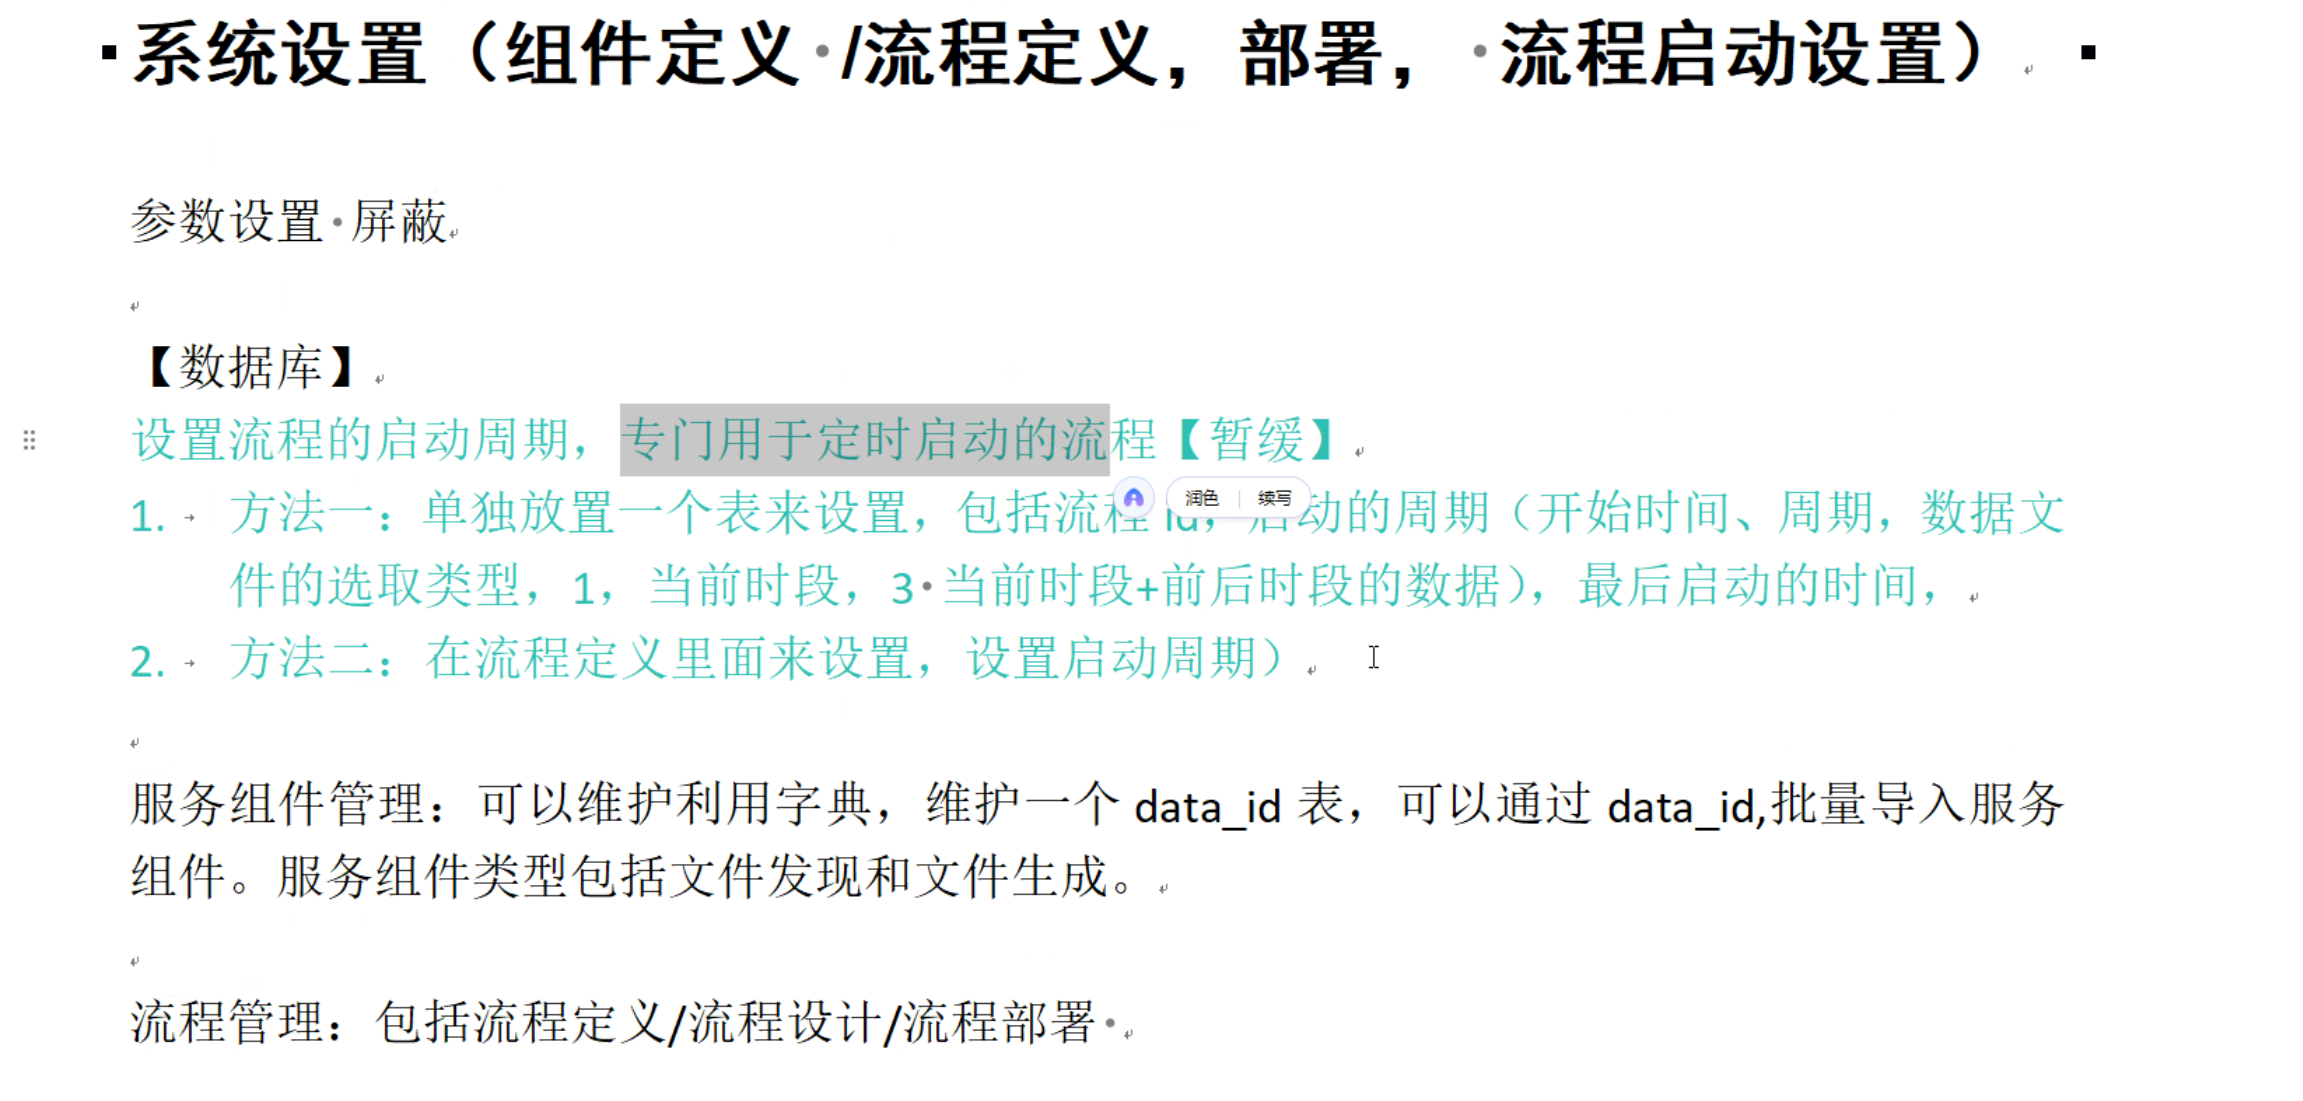 系统设置（组件定义 /流程定义，部署， 流程启动设置）
参数设置 屏蔽
【数据库】
设置流程的启动周期，专门用于定时启动的流程【暂缓】
润色 续写
1. 方法一：单独放置一个表来设置，包括流程 id，启动的周期（开始时间、周期，数据文
件的选取类型，1，当前时段，3 当前时段+前后时段的数据），最后启动的时间，
2. 方法二：在流程定义里面来设置，设置启动周期）
服务组件管理：可以维护利用字典，维护一个 data_id 表，可以通过 data_id,批量导入服务
组件。服务组件类型包括文件发现和文件生成。
流程管理：包括流程定义/流程设计/流程部署